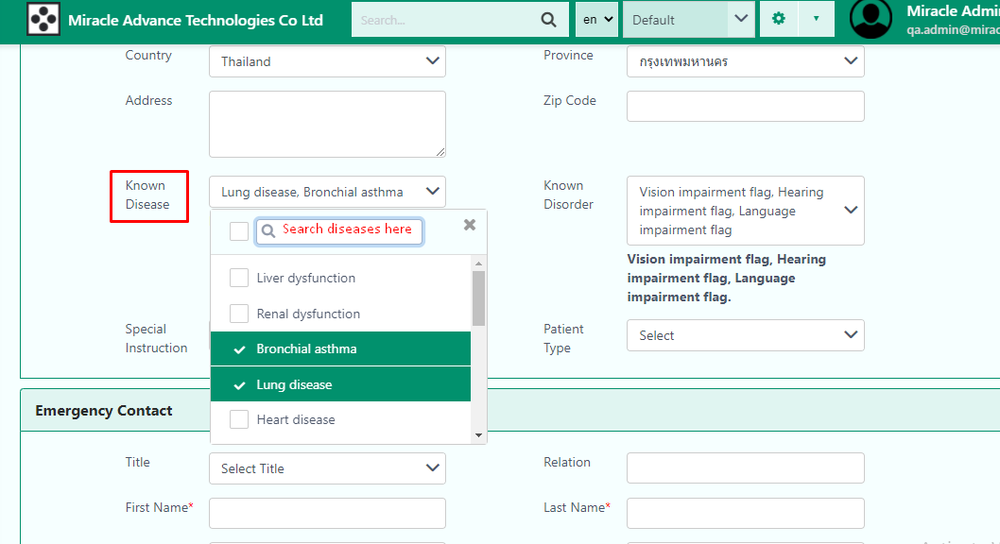 Miracle Advance Technologies Co Ltd
Search...
en
Default
Miracle Admi
qa.admin@mirac
Country
Thailand
Province
กรุงเทพมหานคร
Address
Zip Code
Known
Disease
Lung disease, Bronchial asthma
Known
Disorder
Vision impairment flag, Hearing
impairment flag, Language
impairment flag
Search diseases here
Vision impairment flag, Hearing
impairment flag, Language
impairment flag.
Liver dysfunction
Renal dysfunction
Bronchial asthma
Lung disease
Heart disease
Special
Instruction
Patient
Type
Select
Emergency Contact
Title
Select Title
Relation
First Name*
Last Name*